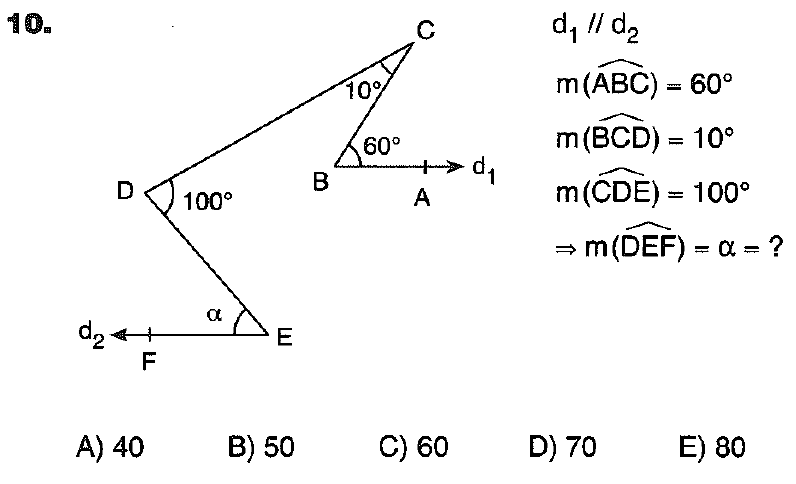 10.
C
d₁ // d₂
10°
m(ABC) = 60°
60°
m(BCD) = 10°
B
A
d₁
D
100°
m(CDE) = 100°
⇒ m(DEF) = α = ?
α
d₂
F
E
A) 40 B) 50 C) 60 D) 70 E) 80